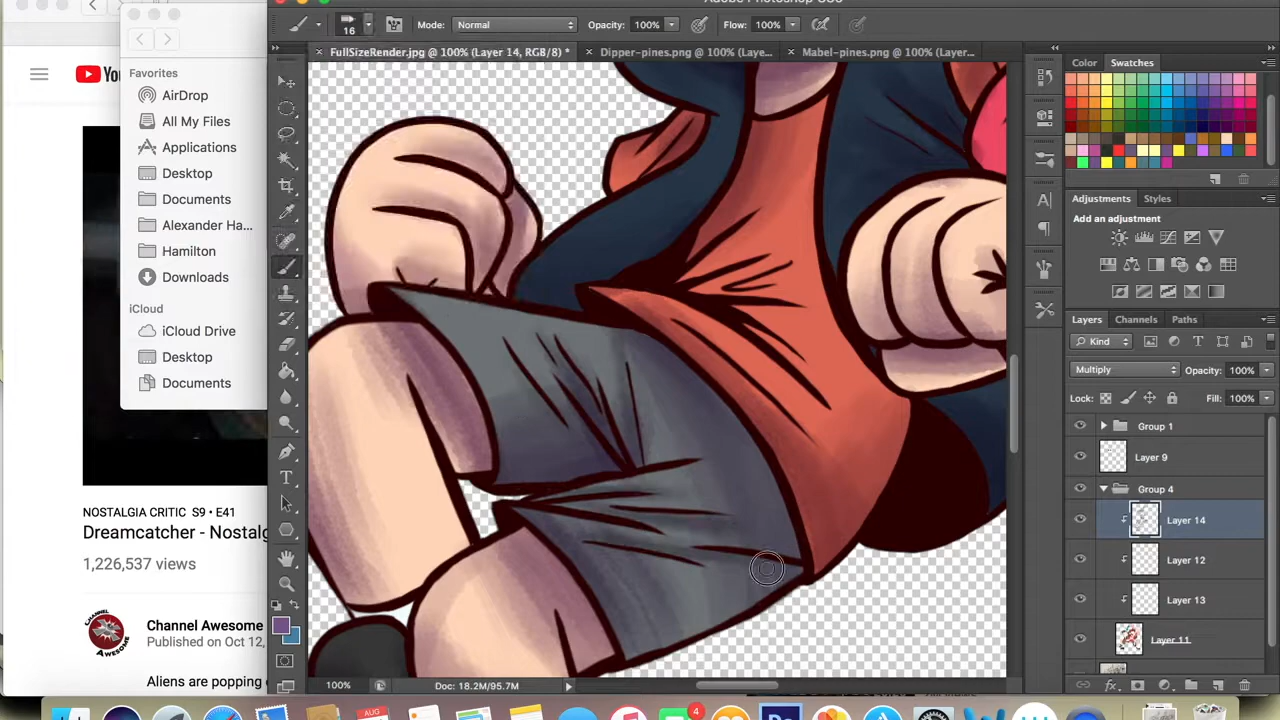 16
Mode:
Normal
Opacity:
100%
Flow:
100%
FullSizeRender.jpg @ 100% (Layer 14, RGB/8) *
Dipper-pines.png @ 100% (Laye...
Mabel-pines.png @ 100% (Layer...
You
Favorites
AirDrop
All My Files
Applications
Desktop
Documents
Alexander Ha...
Hamilton
Downloads
iCloud
iCloud Drive
Desktop
Documents
NOSTALGIA CRITIC S9 • E41
Dreamcatcher - Nostalg
1,226,537 views
Channel Awesome
Published on Oct 12,
Aliens are popping
Color
Swatches
Adjustments
Styles
Add an adjustment
Layers
Channels
Paths
Kind
Multiply
Opacity:
100%
Lock:
Fill:
100%
Group 1
Layer 9
Group 4
Layer 14
Layer 12
Layer 13
Layer 11
100%
Doc: 18.2M/95.7M
AUG
4